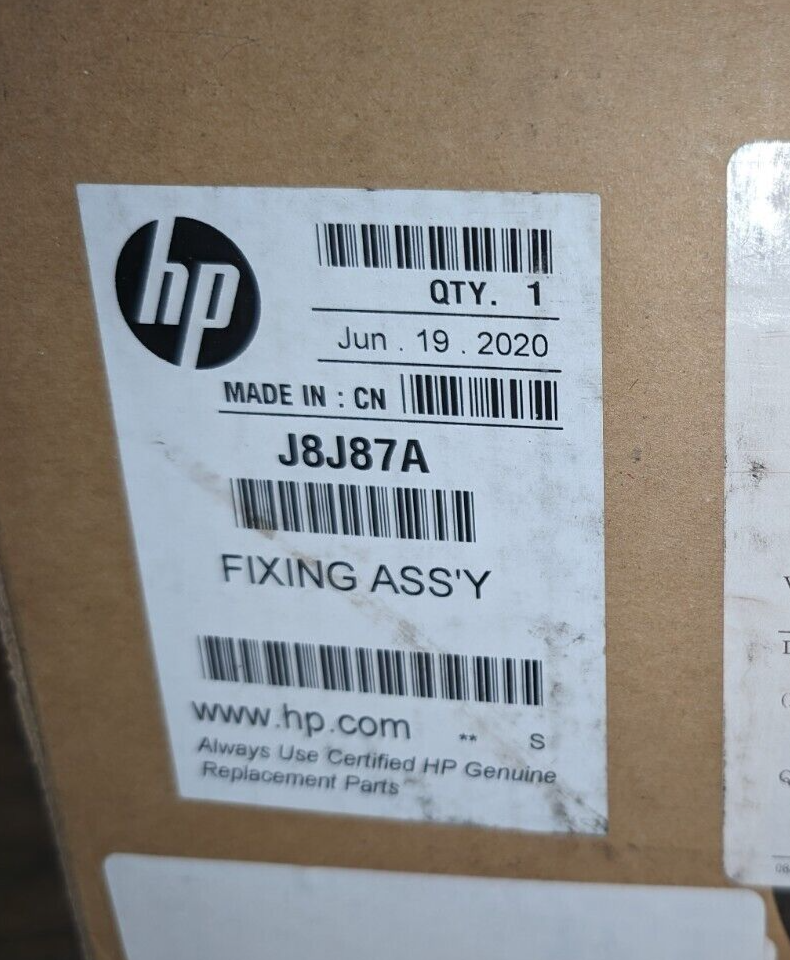 hp
QTY. 1
Jun . 19 . 2020
MADE IN : CN
J8J87A
FIXING ASS'Y
www.hp.com ** S
Always Use Certified HP Genuine
Replacement Parts